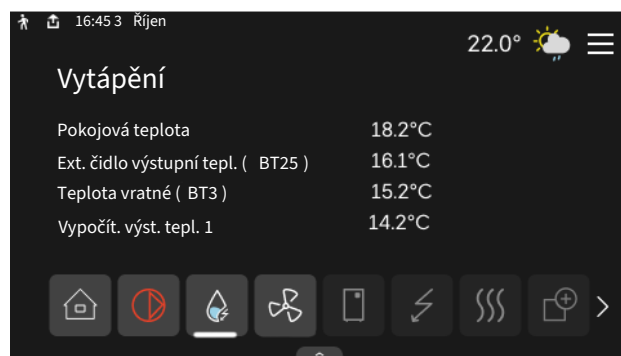 16:45 3 Říjen
22.0°
Vytápění
Pokojová teplota 18.2°C
Ext. čidlo výstupní tepl. ( BT25 ) 16.1°C
Teplota vratné ( BT3 ) 15.2°C
Vypočít. výst. tepl. 1 14.2°C